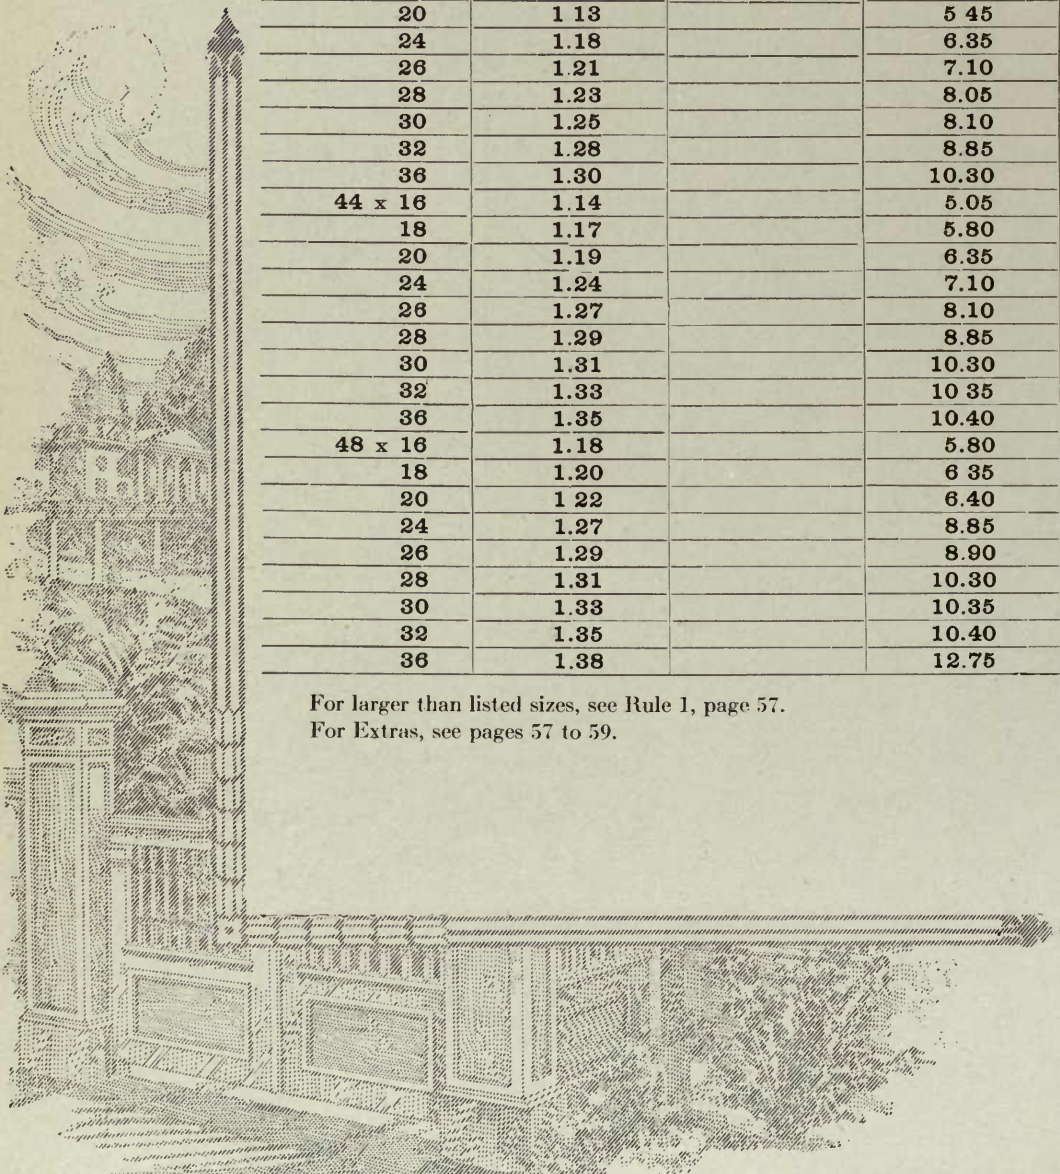 20 1 13 5 45
24 1.18 6.35
26 1.21 7.10
28 1.23 8.05
30 1.25 8.10
32 1.28 8.85
36 1.30 10.30
44 x 16 1.14 5.05
18 1.17 5.80
20 1.19 6.35
24 1.24 7.10
26 1.27 8.10
28 1.29 8.85
30 1.31 10.30
32 1.33 10 35
36 1.35 10.40
48 x 16 1.18 5.80
18 1.20 6 35
20 1 22 6.40
24 1.27 8.85
26 1.29 8.90
28 1.31 10.30
30 1.33 10.35
32 1.35 10.40
36 1.38 12.75
For larger than listed sizes, see Rule 1, page 57.
For Extras, see pages 57 to 59.